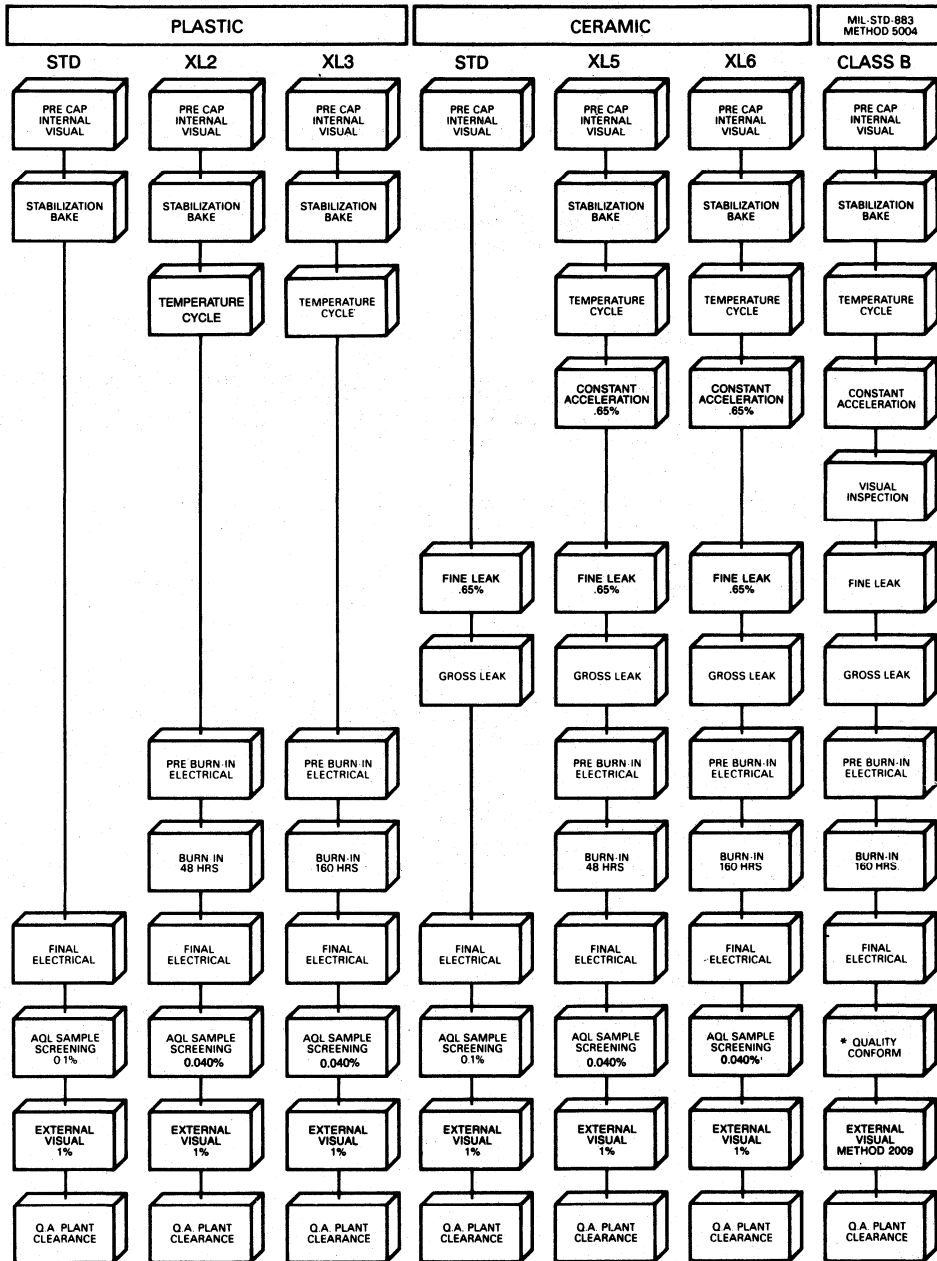 PLASTIC
CERAMIC
MIL-STD-883
METHOD 5004
STD
XL2
XL3
STD
XL5
XL6
CLASS B
PRE CAP
INTERNAL
VISUAL
PRE CAP
INTERNAL
VISUAL
PRE CAP
INTERNAL
VISUAL
PRE CAP
INTERNAL
VISUAL
PRE CAP
INTERNAL
VISUAL
PRE CAP
INTERNAL
VISUAL
PRE CAP
INTERNAL
VISUAL
STABILIZATION
BAKE
STABILIZATION
BAKE
STABILIZATION
BAKE
STABILIZATION
BAKE
STABILIZATION
BAKE
STABILIZATION
BAKE
TEMPERATURE
CYCLE
TEMPERATURE
CYCLE
TEMPERATURE
CYCLE
TEMPERATURE
CYCLE
TEMPERATURE
CYCLE
CONSTANT
ACCELERATION
.65%
CONSTANT
ACCELERATION
.65%
CONSTANT
ACCELERATION
VISUAL
INSPECTION
FINE LEAK
.65%
FINE LEAK
.65%
FINE LEAK
.65%
FINE LEAK
GROSS LEAK
GROSS LEAK
GROSS LEAK
GROSS LEAK
PRE BURN-IN
ELECTRICAL
PRE BURN-IN
ELECTRICAL
PRE BURN-IN
ELECTRICAL
PRE BURN-IN
ELECTRICAL
PRE BURN-IN
ELECTRICAL
BURN-IN
48 HRS
BURN-IN
160 HRS
BURN-IN
48 HRS
BURN-IN
160 HRS
BURN-IN
160 HRS
FINAL
ELECTRICAL
FINAL
ELECTRICAL
FINAL
ELECTRICAL
FINAL
ELECTRICAL
FINAL
ELECTRICAL
FINAL
ELECTRICAL
FINAL
ELECTRICAL
AQL SAMPLE
SCREENING
0.1%
AQL SAMPLE
SCREENING
0.040%
AQL SAMPLE
SCREENING
0.040%
AQL SAMPLE
SCREENING
0.1%
AQL SAMPLE
SCREENING
0.040%
AQL SAMPLE
SCREENING
0.040%
* QUALITY
CONFORM
EXTERNAL
VISUAL
1%
EXTERNAL
VISUAL
1%
EXTERNAL
VISUAL
1%
EXTERNAL
VISUAL
1%
EXTERNAL
VISUAL
1%
EXTERNAL
VISUAL
1%
EXTERNAL
VISUAL
METHOD 2009
Q.A. PLANT
CLEARANCE
Q.A. PLANT
CLEARANCE
Q.A. PLANT
CLEARANCE
Q.A. PLANT
CLEARANCE
Q.A. PLANT
CLEARANCE
Q.A. PLANT
CLEARANCE
Q.A. PLANT
CLEARANCE